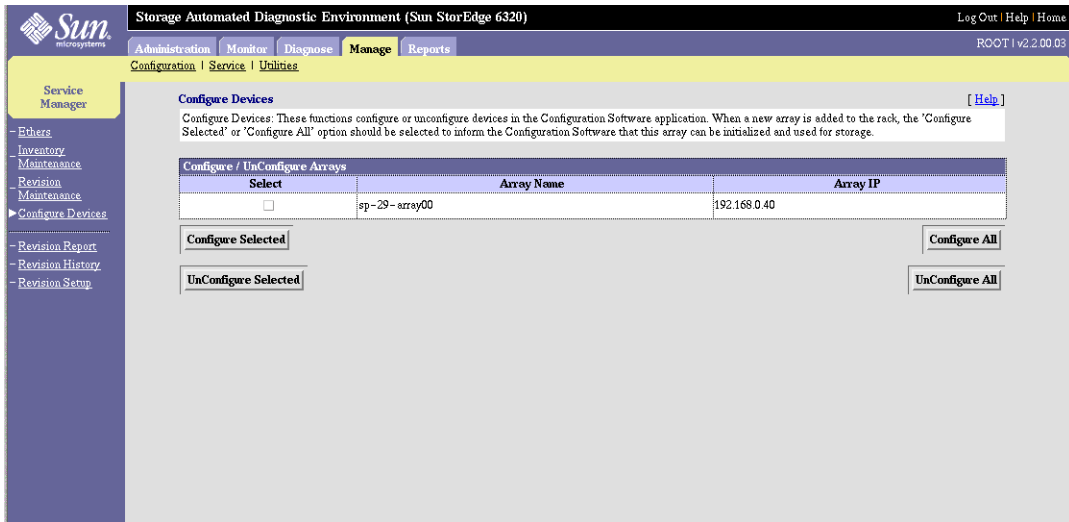 Sun
microsystems
Storage Automated Diagnostic Environment (Sun StorEdge 6320)
Log Out | Help | Home
Administration
Monitor
Diagnose
Manage
Reports
ROOT | v2.2.00.03
Configuration | Service | Utilities
Service
Manager
– Ethers
– Inventory
Maintenance
– Revision
Maintenance
Configure Devices
– Revision Report
– Revision History
– Revision Setup
Configure Devices
[ Help ]
Configure Devices: These functions configure or unconfigure devices in the Configuration Software application. When a new array is added to the rack, the 'Configure
Selected' or 'Configure All' option should be selected to inform the Configuration Software that this array can be initialized and used for storage.
Configure / UnConfigure Arrays
Select
Array Name
Array IP
sp-29-array00
192.168.0.40
Configure Selected
Configure All
UnConfigure Selected
UnConfigure All